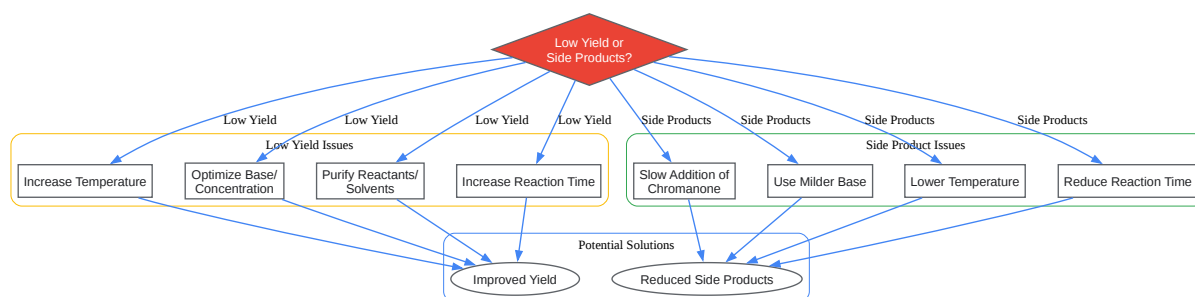 Low Yield or
Side Products?
Low Yield
Low Yield
Low Yield
Low Yield
Side Products
Side Products
Side Products
Side Products
Low Yield Issues
Side Product Issues
Increase Temperature
Optimize Base/
Concentration
Purify Reactants/
Solvents
Increase Reaction Time
Slow Addition of
Chromanone
Use Milder Base
Lower Temperature
Reduce Reaction Time
Potential Solutions
Improved Yield
Reduced Side Products